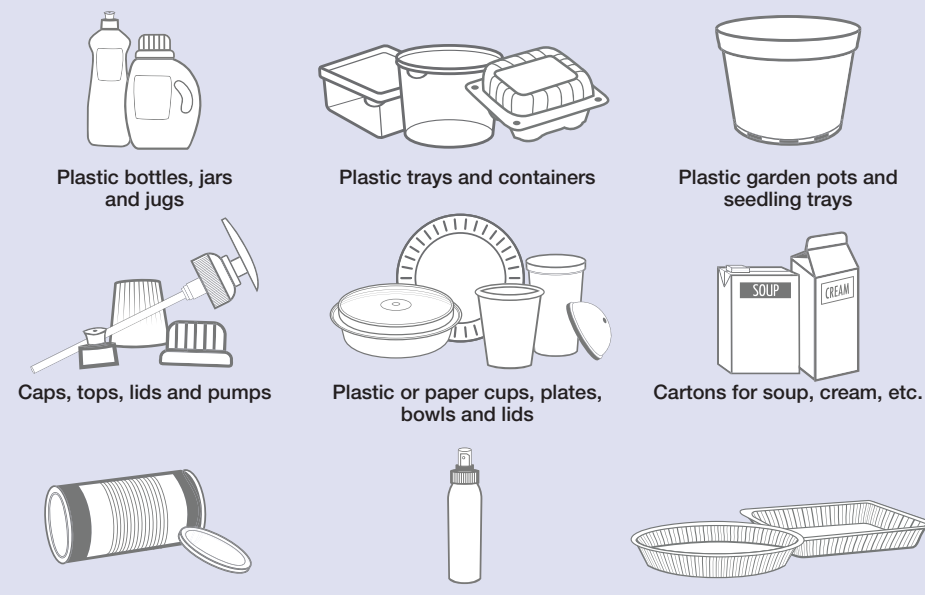 Plastic bottles, jars
and jugs
Plastic trays and containers
Plastic garden pots and
seedling trays
SOUP
CREAM
Caps, tops, lids and pumps
Plastic or paper cups, plates,
bowls and lids
Cartons for soup, cream, etc.